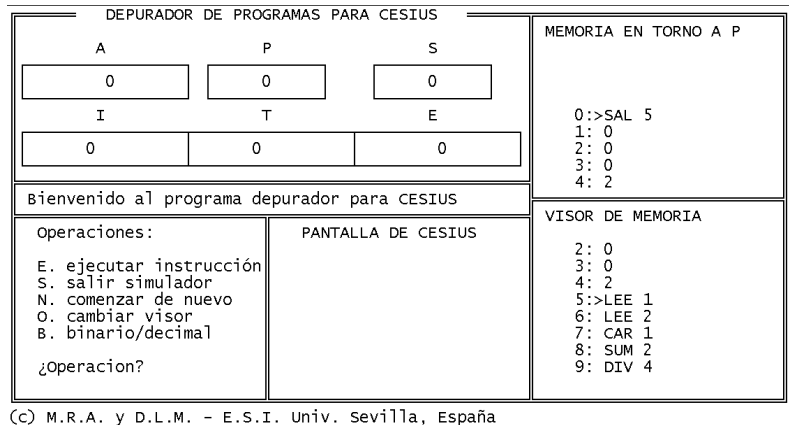 DEPURADOR DE PROGRAMAS PARA CESIUS
A P S
0 0 0
I T E
0 0 0
Bienvenido al programa depurador para CESIUS
Operaciones:
E. ejecutar instrucción
S. salir simulador
N. comenzar de nuevo
O. cambiar visor
B. binario/decimal
¿Operacion?
PANTALLA DE CESIUS
MEMORIA EN TORNO A P
0:>SAL 5
1: 0
2: 0
3: 0
4: 2
VISOR DE MEMORIA
2: 0
3: 0
4: 2
5:>LEE 1
6: LEE 2
7: CAR 1
8: SUM 2
9: DIV 4
(c) M.R.A. y D.L.M. – E.S.I. Univ. Sevilla, España